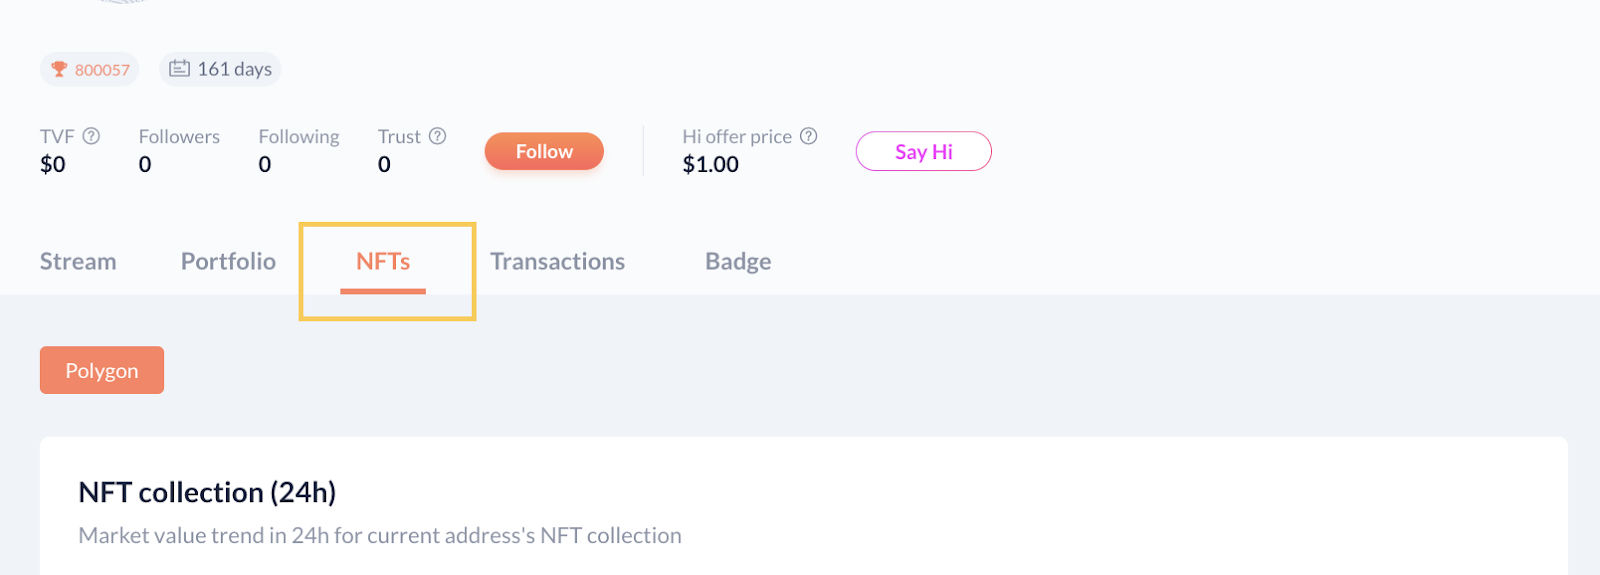 800057 161 days
TVF Followers Following Trust Hi offer price
$0 0 0 0 Follow $1.00 Say Hi
Stream Portfolio NFTs Transactions Badge
Polygon
NFT collection (24h)
Market value trend in 24h for current address's NFT collection